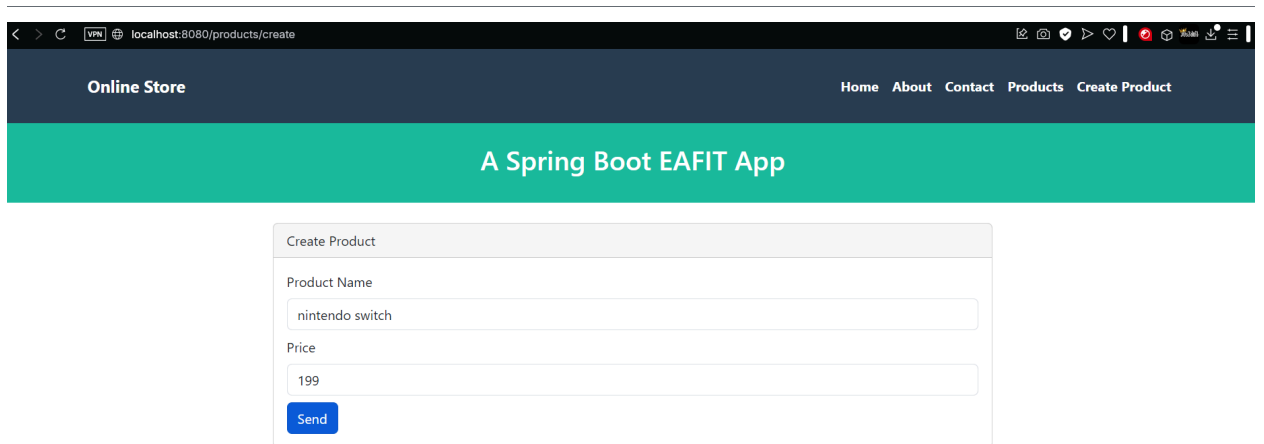 VPN localhost:8080/products/create
Online Store Home About Contact Products Create Product
A Spring Boot EAFIT App
Create Product
Product Name
nintendo switch
Price
199
Send